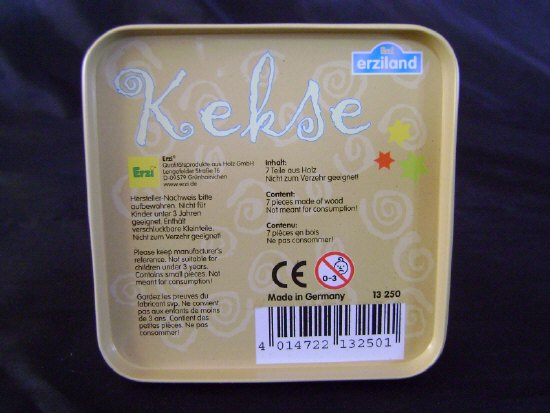 Erzi
erziland
Kekse
Erzi
Erzi®
Qualitätsprodukte aus Holz GmbH
Lengefelder Straße 16
D-09579 Grünhainichen
www.erzi.de
Hersteller-Nachweis bitte
aufbewahren. Nicht für
Kinder unter 3 Jahren
geeignet. Enthält
verschluckbare Kleinteile.
Nicht zum Verzehr geeignet!
Please keep manufacturer's
reference. Not suitable for
children under 3 years.
Contains small pieces. Not
meant for consumption!
Gardez les preuves du
fabricant svp. Ne convient
pas aux enfants de moins
de 3 ans. Contient des
petites pièces. Ne pas
consommer!
Inhalt:
7 Teile aus Holz
Nicht zum Verzehr geeignet!
Content:
7 pieces made of wood
Not meant for consumption!
Contenu:
7 pièces en bois
Ne pas consommer!
CE
0-3
Made in Germany
13 250
4 014722 132501